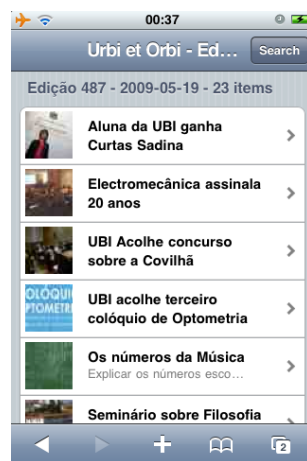 00:37
Urbi et Orbi - Ed...
Search
Edição 487 - 2009-05-19 - 23 items
Aluna da UBI ganha
Curtas Sadina
Electromecânica assinala
20 anos
UBI Acolhe concurso
sobre a Covilhã
OLÓQUI
PTOMETRI
UBI acolhe terceiro
colóquio de Optometria
Os números da Música
Explicar os números esco...
Seminário sobre Filosofia
2